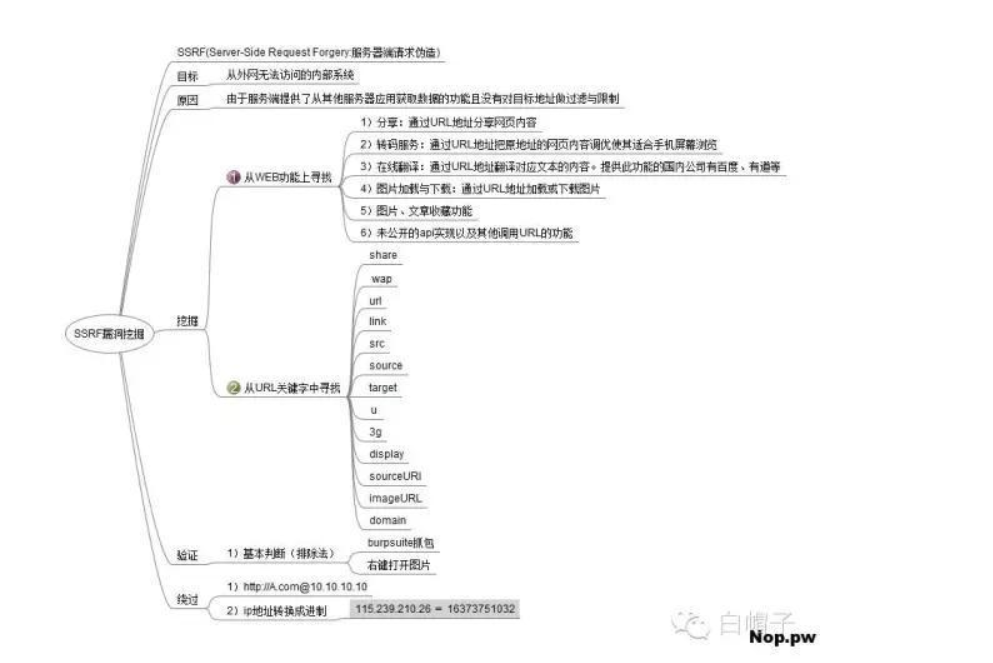 SSRF(Server-Side Request Forgery:服务器端请求伪造)
目标
从外网无法访问的内部系统
原因
由于服务端提供了从其他服务器应用获取数据的功能且没有对目标地址做过滤与限制
1）分享：通过URL地址分享网页内容
2）转码服务：通过URL地址把原地址的网页内容调优使其适合手机屏幕浏览
3）在线翻译：通过URL地址翻译对应文本的内容。提供此功能的国内公司有百度、有道等
1 从WEB功能上寻找
4）图片加载与下载：通过URL地址加载或下载图片
5）图片、文章收藏功能
6）未公开的api实现以及其他调用URL的功能
share
wap
url
link
挖掘
SSRF漏洞挖掘
src
source
2 从URL关键字中寻找
target
u
3g
display
sourceURl
imageURL
domain
验证
1）基本判断（排除法）
burpsuite抓包
右键打开图片
绕过
1）http://A.com@10.10.10.10
2）ip地址转换成进制
115.239.210.26 = 16373751032
白帽子
Nop.pw